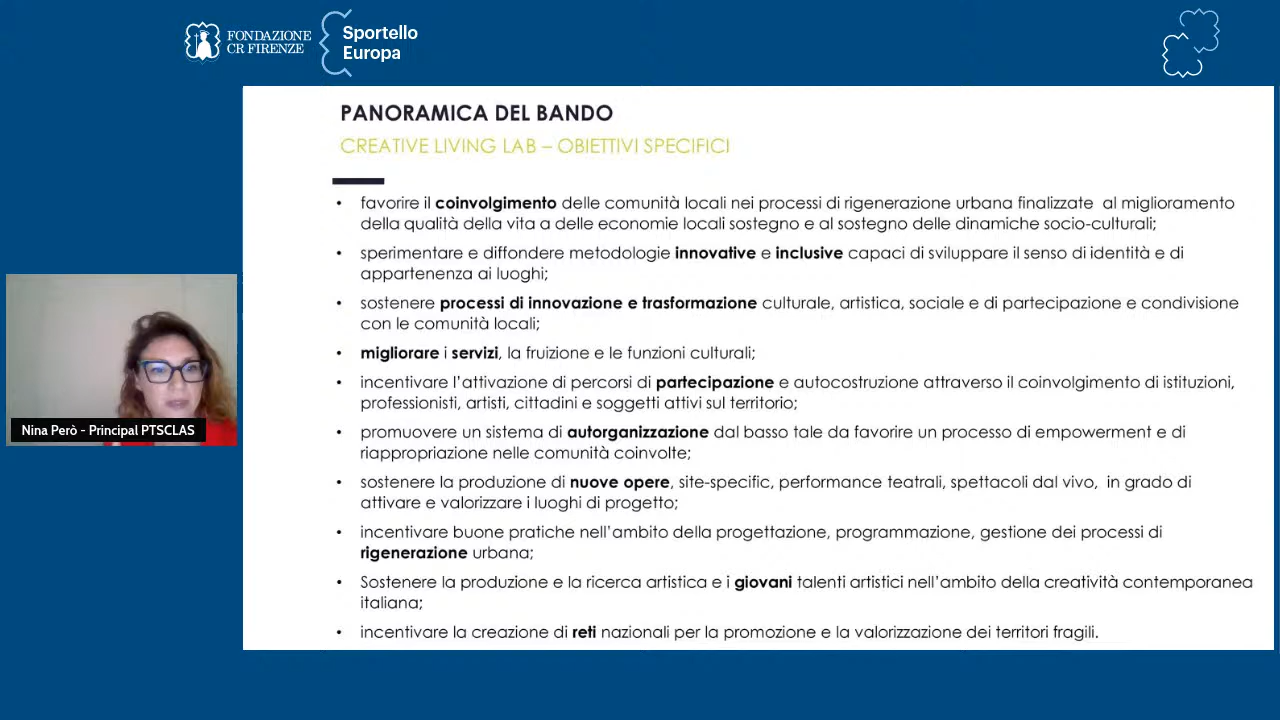 FONDAZIONE
CR FIRENZE
Sportello
Europa
PANORAMICA DEL BANDO
CREATIVE LIVING LAB – OBIETTIVI SPECIFICI
• favorire il coinvolgimento delle comunità locali nei processi di rigenerazione urbana finalizzate al miglioramento
della qualità della vita a delle economie locali sostegno e al sostegno delle dinamiche socio-culturali;
• sperimentare e diffondere metodologie innovative e inclusive capaci di sviluppare il senso di identità e di
appartenenza ai luoghi;
• sostenere processi di innovazione e trasformazione culturale, artistica, sociale e di partecipazione e condivisione
con le comunità locali;
• migliorare i servizi, la fruizione e le funzioni culturali;
• incentivare l'attivazione di percorsi di partecipazione e autocostruzione attraverso il coinvolgimento di istituzioni,
professionisti, artisti, cittadini e soggetti attivi sul territorio;
• promuovere un sistema di autorganizzazione dal basso tale da favorire un processo di empowerment e di
riappropriazione nelle comunità coinvolte;
• sostenere la produzione di nuove opere, site-specific, performance teatrali, spettacoli dal vivo, in grado di
attivare e valorizzare i luoghi di progetto;
• incentivare buone pratiche nell'ambito della progettazione, programmazione, gestione dei processi di
rigenerazione urbana;
• Sostenere la produzione e la ricerca artistica e i giovani talenti artistici nell'ambito della creatività contemporanea
italiana;
• incentivare la creazione di reti nazionali per la promozione e la valorizzazione dei territori fragili.
Nina Però - Principal PTSCLAS